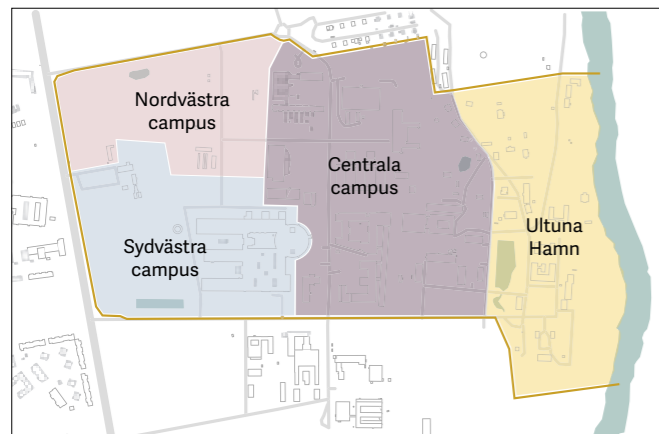 Nordvästra
campus
Centrala
campus
Sydvästra
campus
Ultuna
Hamn